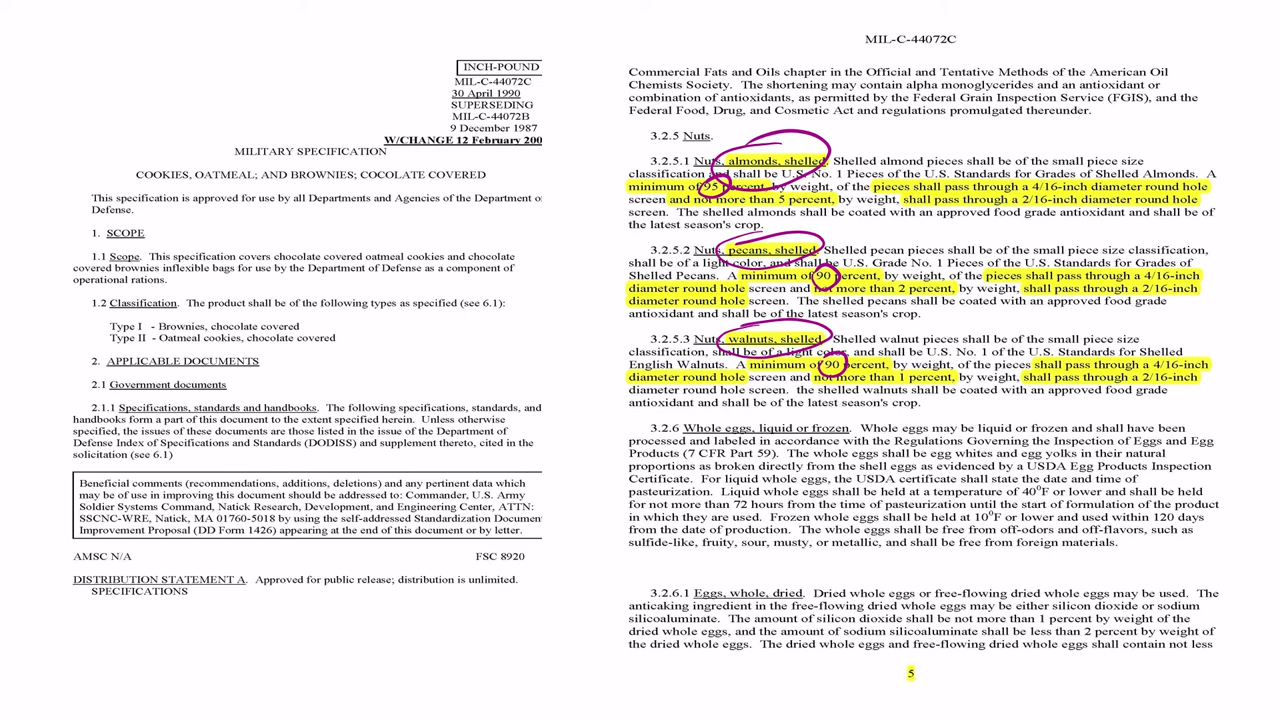 INCH-POUND
MIL-C-44072C
30 April 1990
SUPERSEDING
MIL-C-44072B
9 December 1987
W/CHANGE 12 February 200
MILITARY SPECIFICATION
COOKIES, OATMEAL; AND BROWNIES; COCOLATE COVERED
This specification is approved for use by all Departments and Agencies of the Department o
Defense.
1. SCOPE
1.1 Scope. This specification covers chocolate covered oatmeal cookies and chocolate
covered brownies inflexible bags for use by the Department of Defense as a component of
operational rations.
1.2 Classification. The product shall be of the following types as specified (see 6.1):
Type I - Brownies, chocolate covered
Type II - Oatmeal cookies, chocolate covered
2. APPLICABLE DOCUMENTS
2.1 Government documents
2.1.1 Specifications, standards and handbooks. The following specifications, standards, and
handbooks form a part of this document to the extent specified herein. Unless otherwise
specified, the issues of these documents are those listed in the issue of the Department of
Defense Index of Specifications and Standards (DODISS) and supplement thereto, cited in the
solicitation (see 6.1)
Beneficial comments (recommendations, additions, deletions) and any pertinent data which
may be of use in improving this document should be addressed to: Commander, U.S. Army
Soldier Systems Command, Natick Research, Development, and Engineering Center, ATTN:
SSCNC-WRE, Natick, MA 01760-5018 by using the self-addressed Standardization Documen
Improvement Proposal (DD Form 1426) appearing at the end of this document or by letter.
AMSC N/A FSC 8920
DISTRIBUTION STATEMENT A. Approved for public release; distribution is unlimited.
SPECIFICATIONS
MIL-C-44072C
Commercial Fats and Oils chapter in the Official and Tentative Methods of the American Oil
Chemists Society. The shortening may contain alpha monoglycerides and an antioxidant or
combination of antioxidants, as permitted by the Federal Grain Inspection Service (FGIS), and the
Federal Food, Drug, and Cosmetic Act and regulations promulgated thereunder.
3.2.5 Nuts.
3.2.5.1 Nuts, almonds, shelled. Shelled almond pieces shall be of the small piece size
classification and shall be U.S. No. 1 Pieces of the U.S. Standards for Grades of Shelled Almonds. A
minimum of 95 percent, by weight, of the pieces shall pass through a 4/16-inch diameter round hole
screen and not more than 5 percent, by weight, shall pass through a 2/16-inch diameter round hole
screen. The shelled almonds shall be coated with an approved food grade antioxidant and shall be of
the latest season's crop.
3.2.5.2 Nuts, pecans, shelled. Shelled pecan pieces shall be of the small piece size classification,
shall be of a light color, and shall be U.S. Grade No. 1 Pieces of the U.S. Standards for Grades of
Shelled Pecans. A minimum of 90 percent, by weight, of the pieces shall pass through a 4/16-inch
diameter round hole screen and not more than 2 percent, by weight, shall pass through a 2/16-inch
diameter round hole screen. The shelled pecans shall be coated with an approved food grade
antioxidant and shall be of the latest season's crop.
3.2.5.3 Nuts, walnuts, shelled. Shelled walnut pieces shall be of the small piece size
classification, shall be of a light color, and shall be U.S. No. 1 of the U.S. Standards for Shelled
English Walnuts. A minimum of 90 percent, by weight, of the pieces shall pass through a 4/16-inch
diameter round hole screen and not more than 1 percent, by weight, shall pass through a 2/16-inch
diameter round hole screen. the shelled walnuts shall be coated with an approved food grade
antioxidant and shall be of the latest season's crop.
3.2.6 Whole eggs, liquid or frozen. Whole eggs may be liquid or frozen and shall have been
processed and labeled in accordance with the Regulations Governing the Inspection of Eggs and Egg
Products (7 CFR Part 59). The whole eggs shall be egg whites and egg yolks in their natural
proportions as broken directly from the shell eggs as evidenced by a USDA Egg Products Inspection
Certificate. For liquid whole eggs, the USDA certificate shall state the date and time of
pasteurization. Liquid whole eggs shall be held at a temperature of 40⁰F or lower and shall be held
for not more than 72 hours from the time of pasteurization until the start of formulation of the product
in which they are used. Frozen whole eggs shall be held at 10⁰F or lower and used within 120 days
from the date of production. The whole eggs shall be free from off-odors and off-flavors, such as
sulfide-like, fruity, sour, musty, or metallic, and shall be free from foreign materials.
3.2.6.1 Eggs, whole, dried. Dried whole eggs or free-flowing dried whole eggs may be used. The
anticaking ingredient in the free-flowing dried whole eggs may be either silicon dioxide or sodium
silicoaluminate. The amount of silicon dioxide shall be not more than 1 percent by weight of the
dried whole eggs, and the amount of sodium silicoaluminate shall be less than 2 percent by weight of
the dried whole eggs. The dried whole eggs and free-flowing dried whole eggs shall contain not less
5